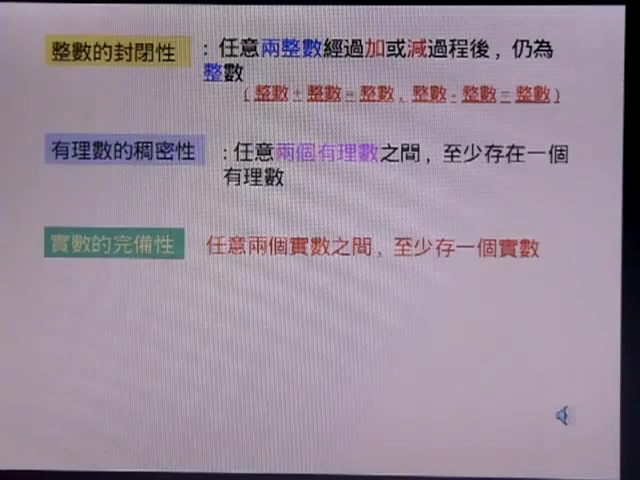 整數的封閉性 : 任意兩整數經過加或減過程後, 仍為
整數
( 整數 + 整數 = 整數 , 整數 - 整數 = 整數 )
有理數的稠密性 : 任意兩個有理數之間, 至少存在一個
有理數
實數的完備性 任意兩個實數之間, 至少存一個實數